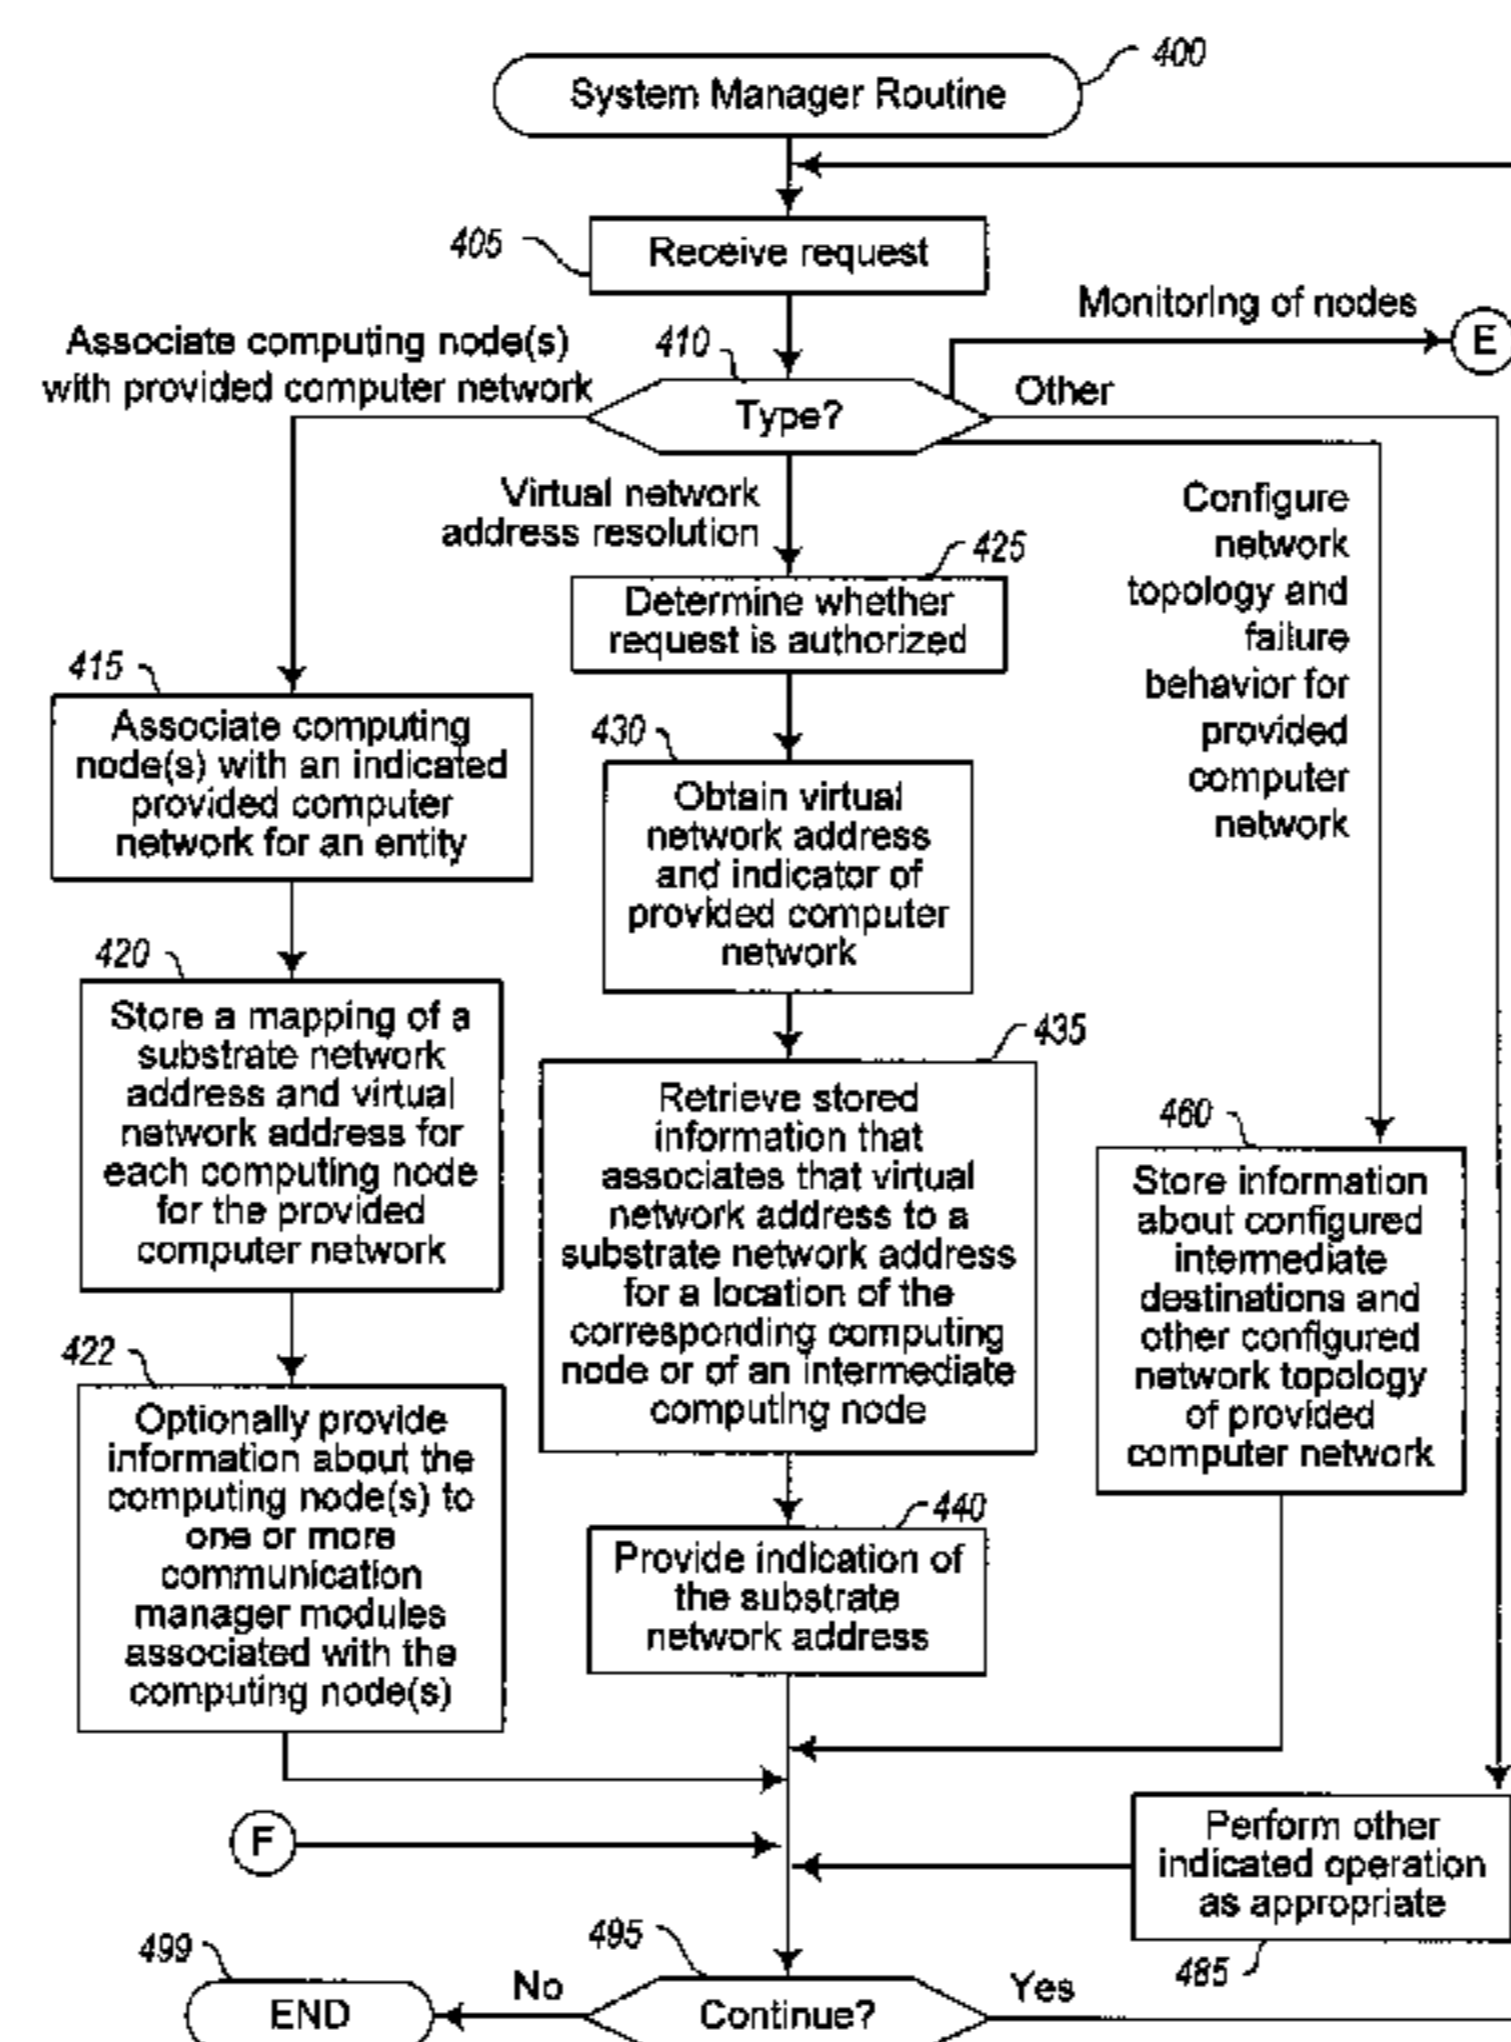 400
System Manager Routine
405
Receive request
Monitoring of nodes
E
Associate computing node(s)
with provided computer network
410
Type?
Other
Virtual network
address resolution
Configure
network
topology and
failure
behavior for
provided
computer
network
425
Determine whether
request is authorized
415
Associate computing
node(s) with an indicated
provided computer
network for an entity
430
Obtain virtual
network address
and indicator of
provided computer
network
420
Store a mapping of a
substrate network
address and virtual
network address for
each computing node
for the provided
computer network
435
Retrieve stored
information that
associates that virtual
network address to a
substrate network address
for a location of the
corresponding computing
node or of an intermediate
computing node
460
Store information
about configured
intermediate
destinations and
other configured
network topology
of provided
computer network
422
Optionally provide
information about the
computing node(s) to
one or more
communication
manager modules
associated with the
computing node(s)
440
Provide indication of
the substrate
network address
F
Perform other
indicated operation
as appropriate
485
499
END
No
495
Continue?
Yes